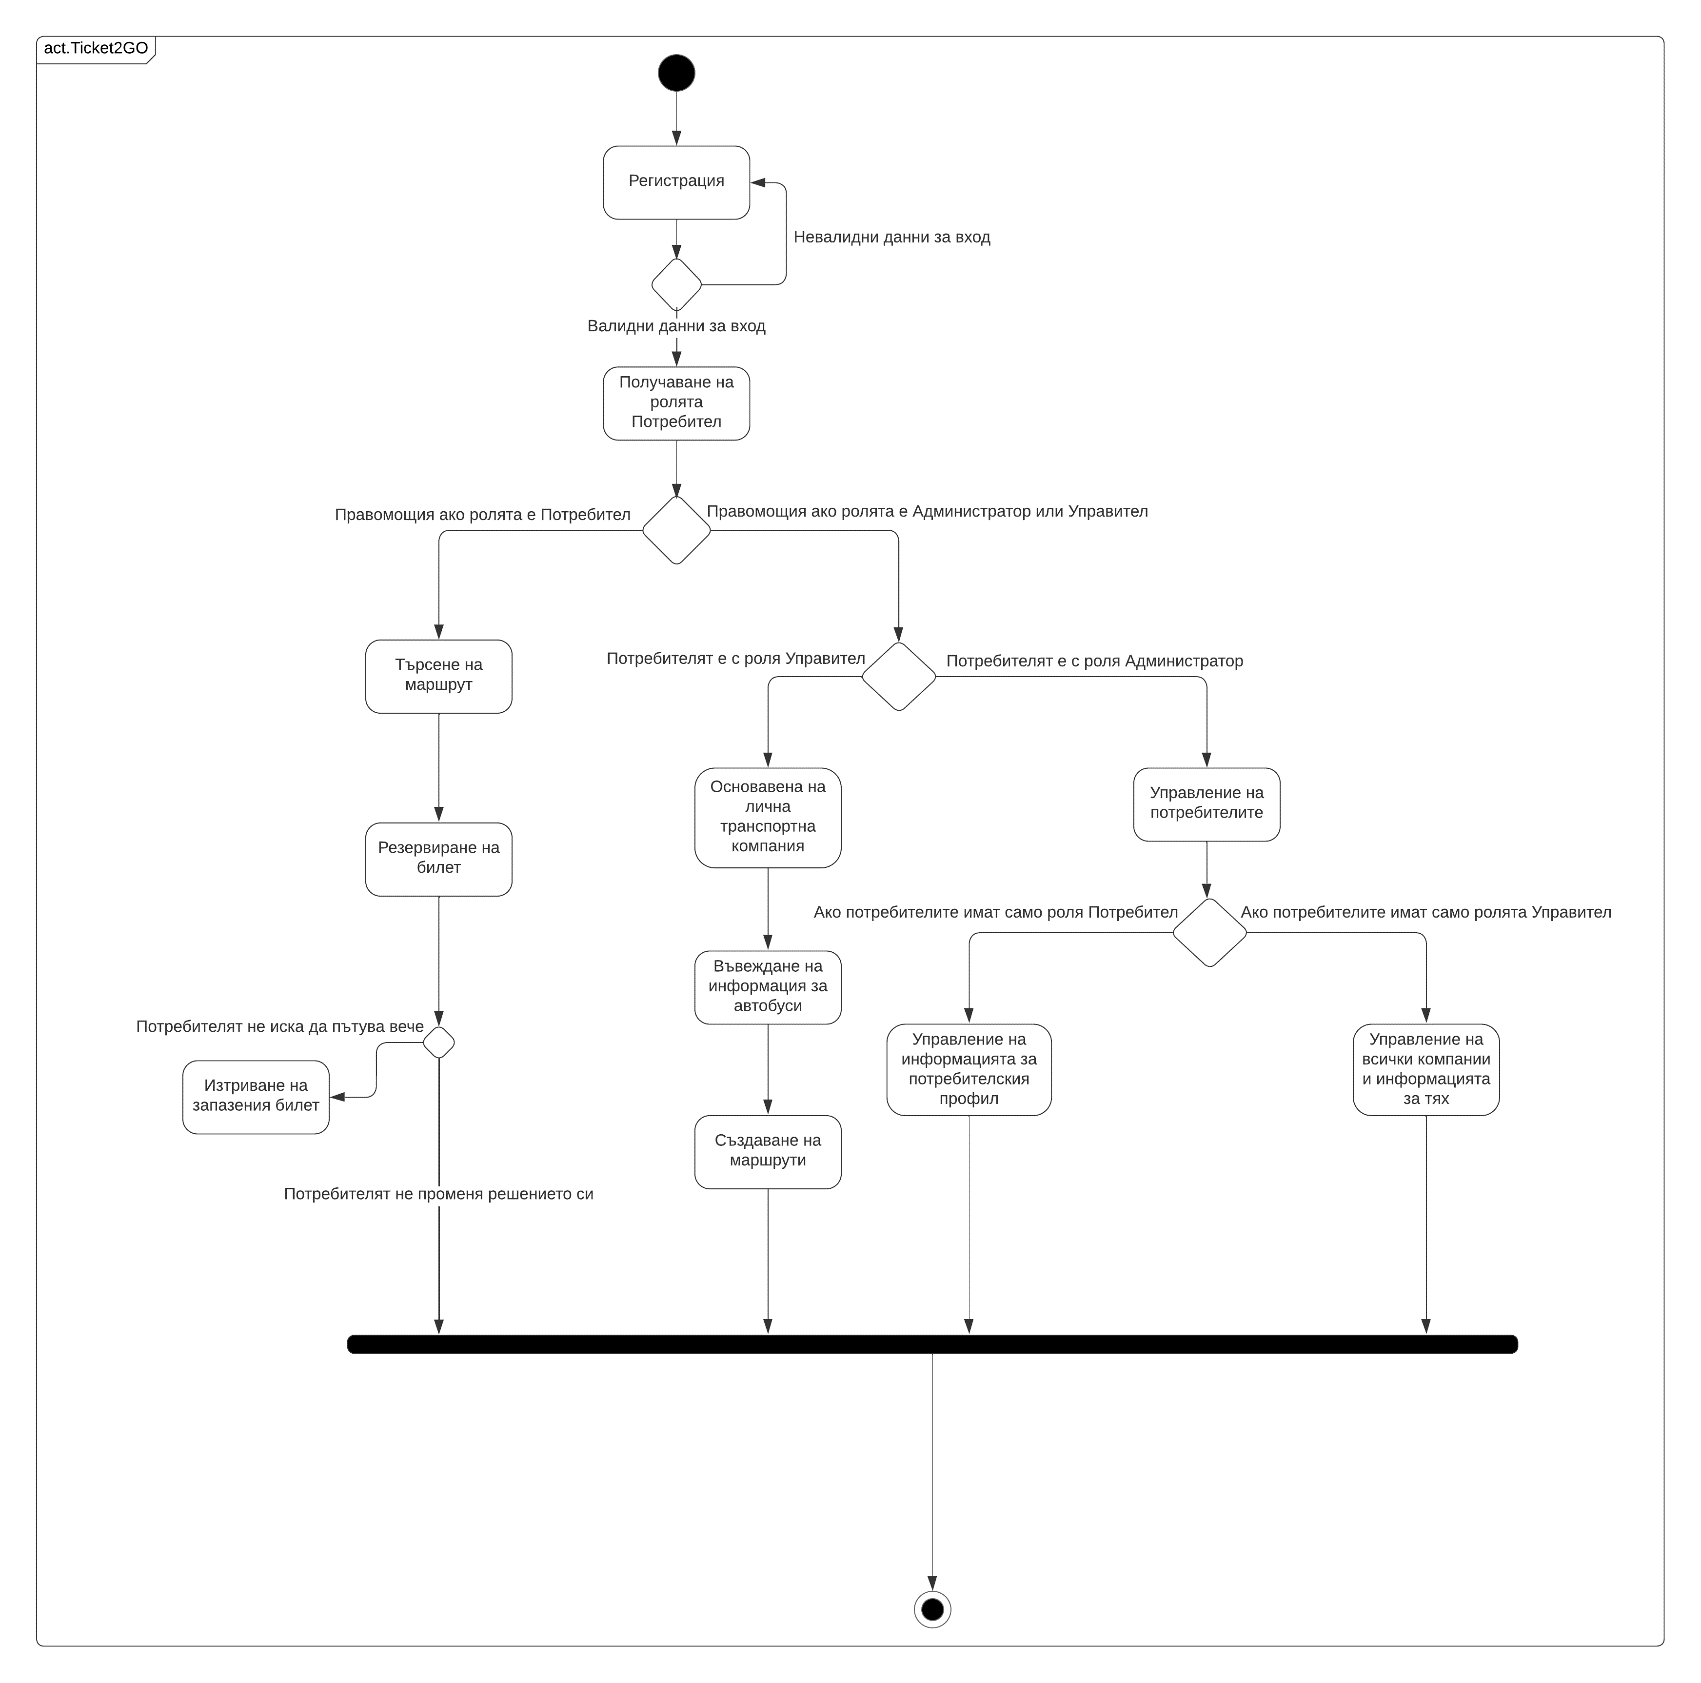 act.Ticket2GO
Регистрация
Невалидни данни за вход
Валидни данни за вход
Получаване на
ролята
Потребител
Правомощия ако ролята е Потребител
Правомощия ако ролята е Администратор или Управител
Търсене на
маршрут
Потребителят е с роля Управител
Потребителят е с роля Администратор
Основавена на
лична
транспортна
компания
Управление на
потребителите
Резервиране на
билет
Ако потребителите имат само роля Потребител
Ако потребителите имат само ролята Управител
Въвеждане на
информация за
автобуси
Потребителят не иска да пътува вече
Изтриване на
запазения билет
Управление на
информацията за
потребителския
профил
Управление на
всички компании
и информацията
за тях
Създаване на
маршрути
Потребителят не променя решението си